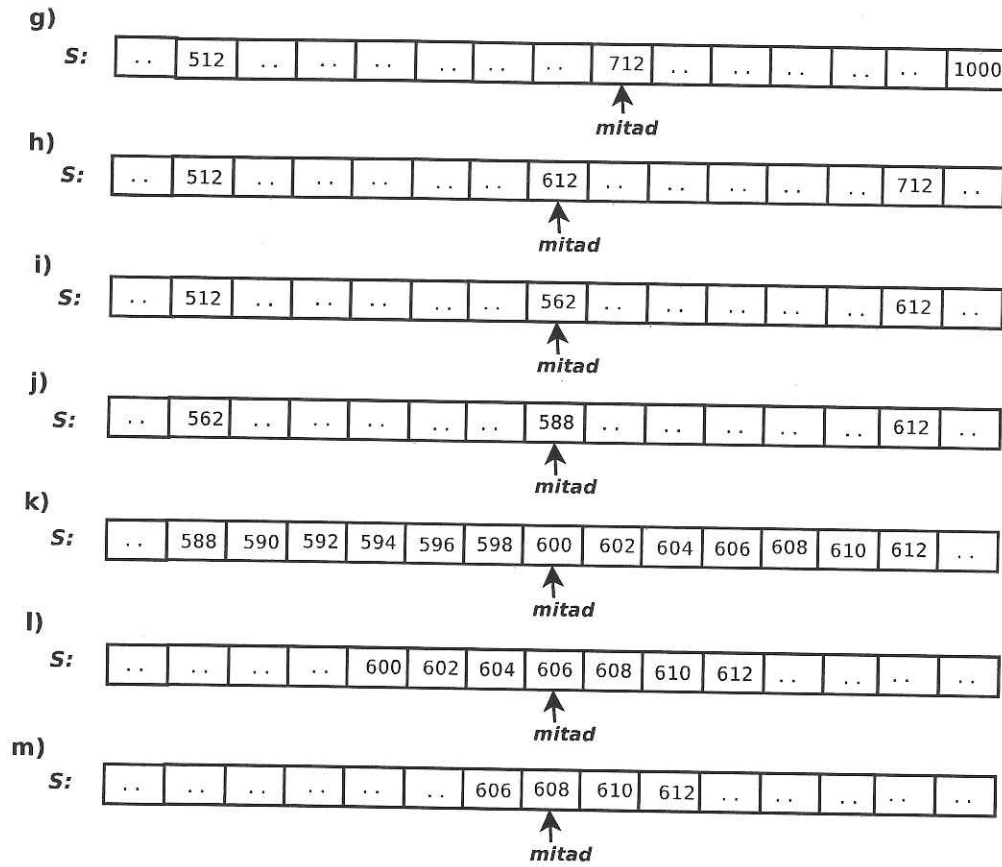 g)
S: .. 512 .. .. .. .. .. .. 712 .. .. .. .. .. 1000
mitad
h)
S: .. 512 .. .. .. .. .. 612 .. .. .. .. .. 712 ..
mitad
i)
S: .. 512 .. .. .. .. .. 562 .. .. .. .. .. 612 ..
mitad
j)
S: .. 562 .. .. .. .. .. 588 .. .. .. .. .. 612 ..
mitad
k)
S: .. 588 590 592 594 596 598 600 602 604 606 608 610 612 ..
mitad
l)
S: .. .. .. .. 600 602 604 606 608 610 612 .. .. .. ..
mitad
m)
S: .. .. .. .. .. .. 606 608 610 612 .. .. .. .. ..
mitad